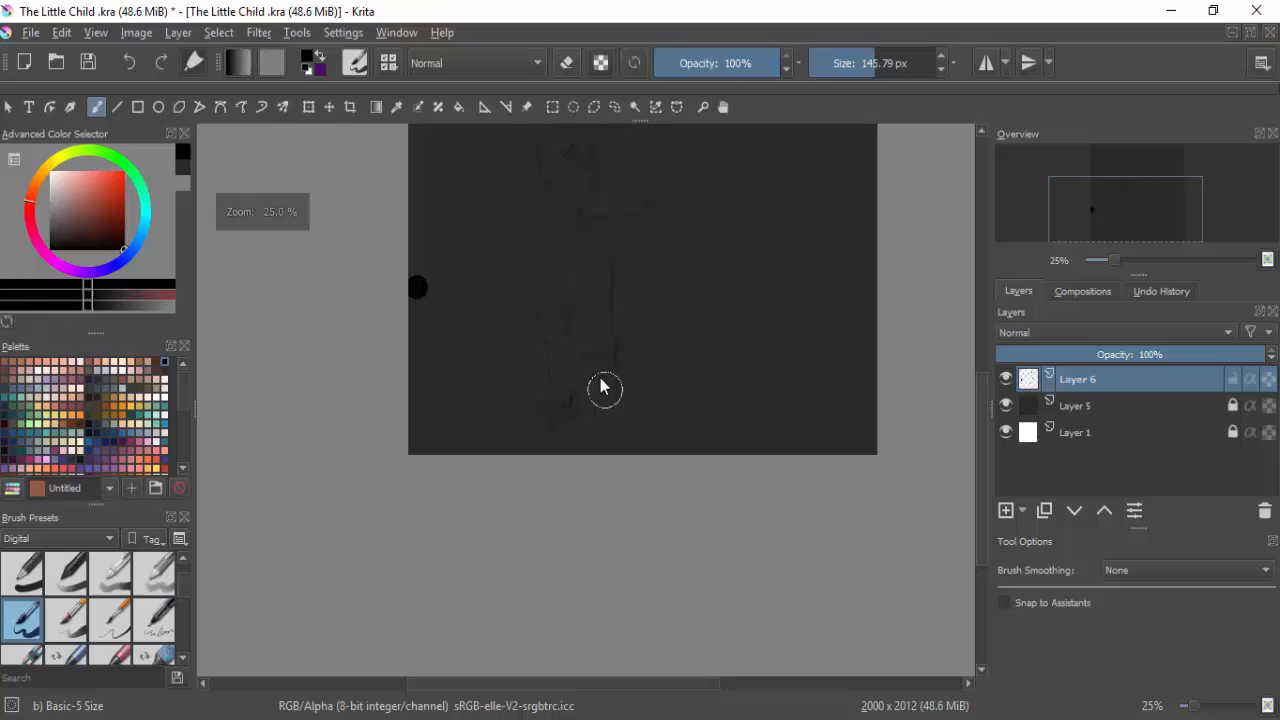 The Little Child .kra (48.6 MiB) * - [The Little Child .kra (48.6 MiB)] - Krita
File Edit View Image Layer Select Filter Tools Settings Window Help
Normal Opacity: 100% Size: 145.79 px
Advanced Color Selector
Overview
Zoom: 25.0 %
25%
Layers Compositions Undo History
Layers
Normal
Opacity: 100%
Layer 6
Layer 5
Layer 1
Palette
Untitled
Brush Presets
Digital
Tag
Tool Options
Brush Smoothing: None
Snap to Assistants
Search
b) Basic-5 Size
RGB/Alpha (8-bit integer/channel) sRGB-elle-V2-srgbtrc.icc
2000 x 2012 (48.6 MiB)
25%